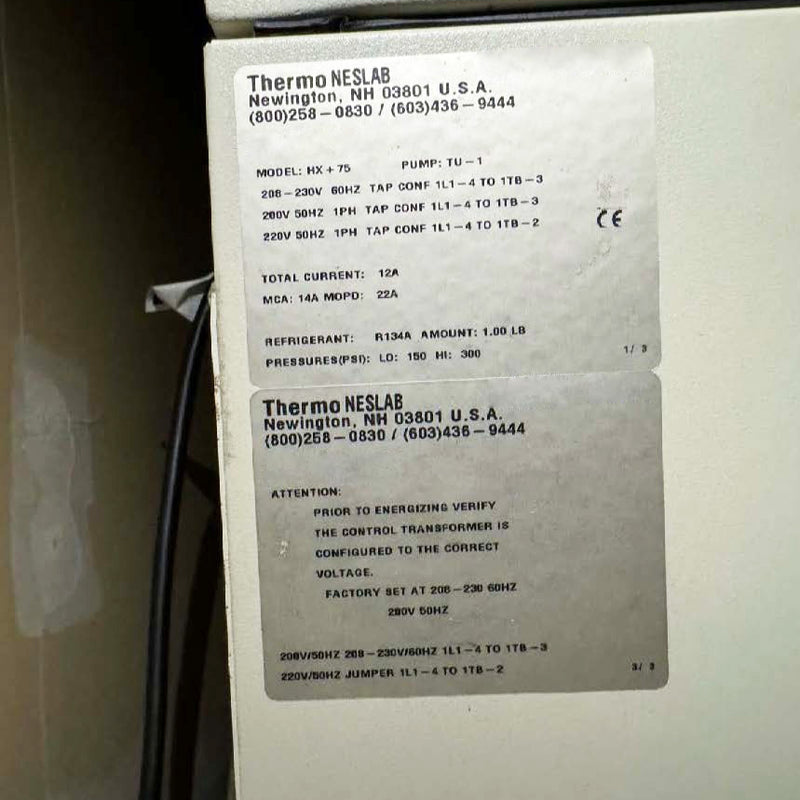 Thermo NESLAB
Newington, NH 03801 U.S.A.
(800)258-0830 / (603)436-9444
MODEL: HX+75 PUMP: TU-1
208-230V 60HZ TAP CONF 1L1-4 TO 1TB-3
200V 50HZ 1PH TAP CONF 1L1-4 TO 1TB-3
220V 50HZ 1PH TAP CONF 1L1-4 TO 1TB-2
CE
TOTAL CURRENT: 12A
MCA: 14A MOPD: 22A
REFRIGERANT: R134A AMOUNT: 1.00 LB
PRESSURES(PSI): LO: 150 HI: 300
1/ 3
Thermo NESLAB
Newington, NH 03801 U.S.A.
(800)258-0830 / (603)436-9444
ATTENTION:
PRIOR TO ENERGIZING VERIFY
THE CONTROL TRANSFORMER IS
CONFIGURED TO THE CORRECT
VOLTAGE.
FACTORY SET AT 208-230 60HZ
200V 50HZ
200V/50HZ 208-230V/60HZ 1L1-4 TO 1TB-3
220V/50HZ JUMPER 1L1-4 TO 1TB-2
3/ 3